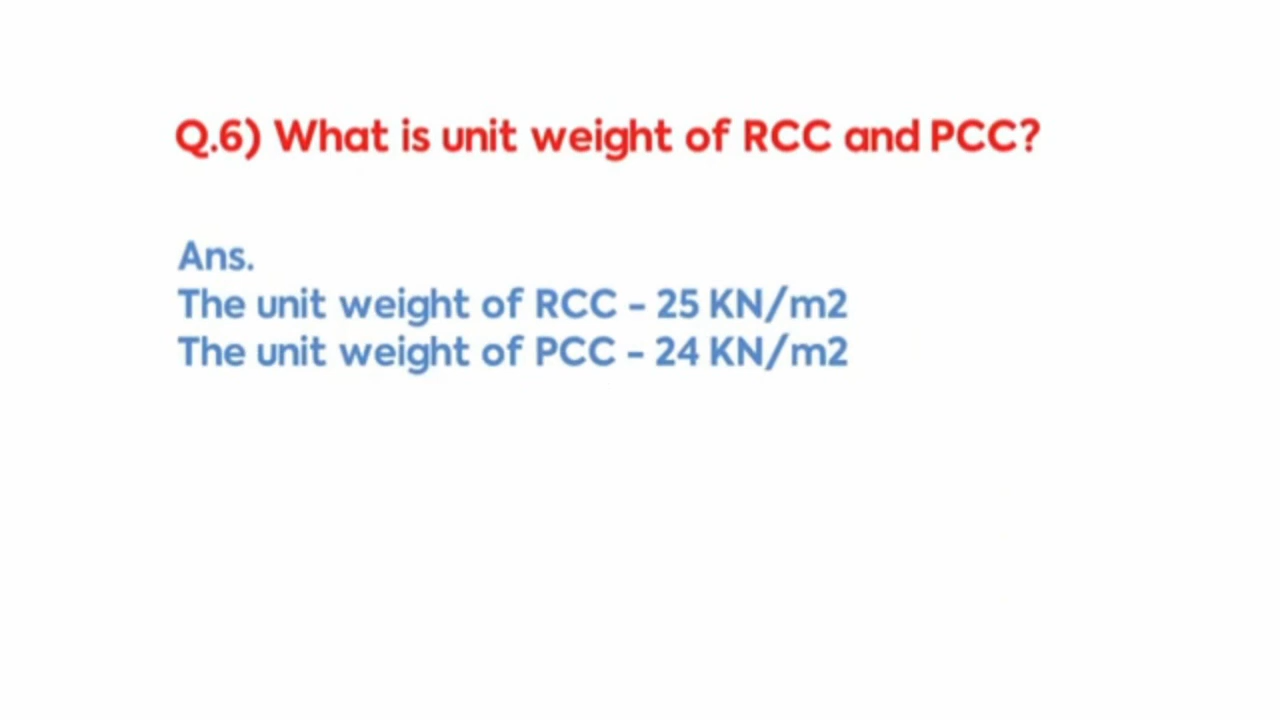 Q.6) What is unit weight of RCC and PCC?
Ans.
The unit weight of RCC - 25 KN/m2
The unit weight of PCC - 24 KN/m2